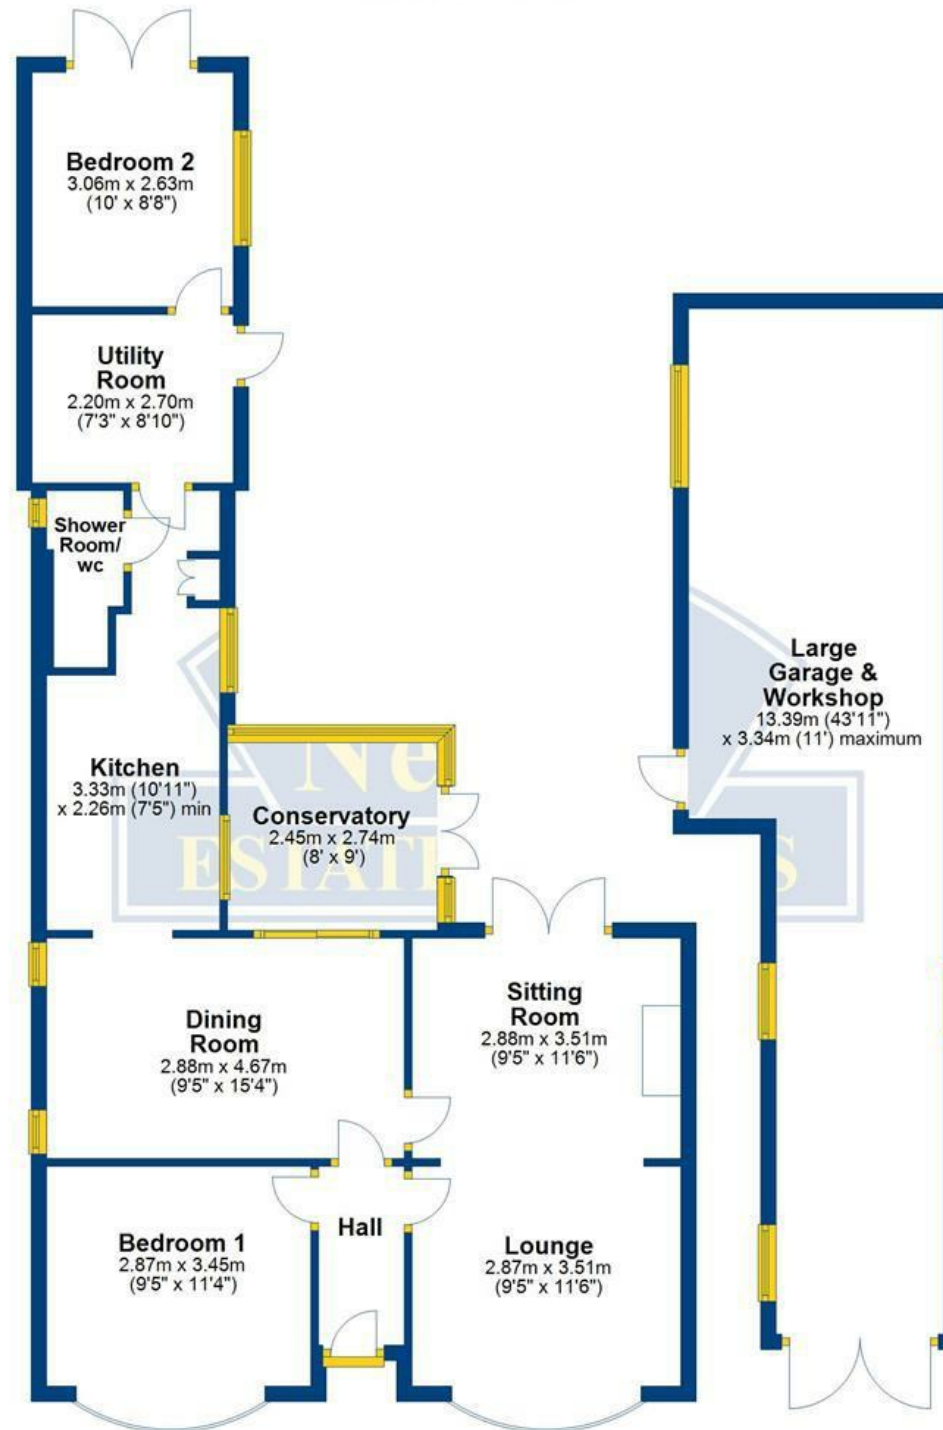 Bedroom 2
3.06m x 2.63m
(10' x 8'8")
Utility
Room
2.20m x 2.70m
(7'3" x 8'10")
Shower
Room/
wc
Large
Garage &
Workshop
13.39m (43'11")
x 3.34m (11') maximum
Kitchen
3.33m (10'11")
x 2.26m (7'5") min
Conservatory
2.45m x 2.74m
(8' x 9')
Dining
Room
2.88m x 4.67m
(9'5" x 15'4")
Sitting
Room
2.88m x 3.51m
(9'5" x 11'6")
Bedroom 1
2.87m x 3.45m
(9'5" x 11'4")
Hall
Lounge
2.87m x 3.51m
(9'5" x 11'6")